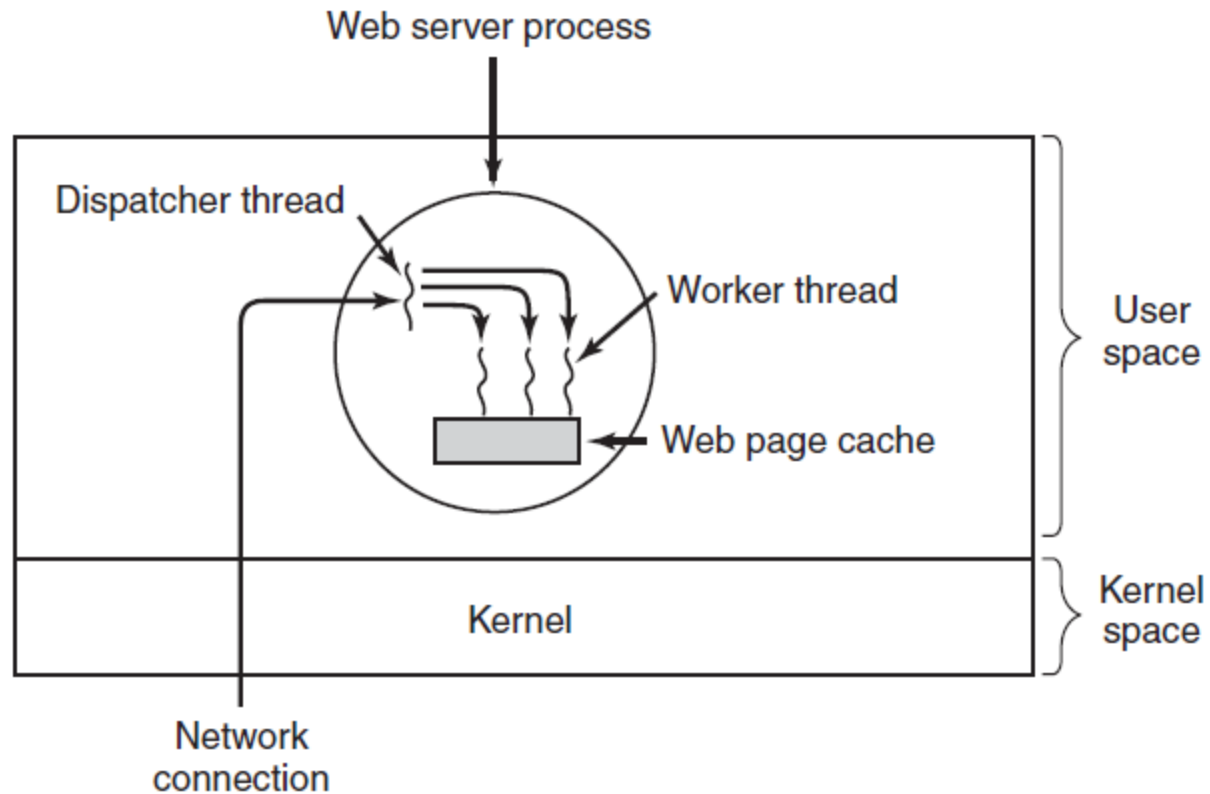 Web server process
Dispatcher thread
Worker thread
User
space
Web page cache
Kernel
Kernel
space
Network
connection